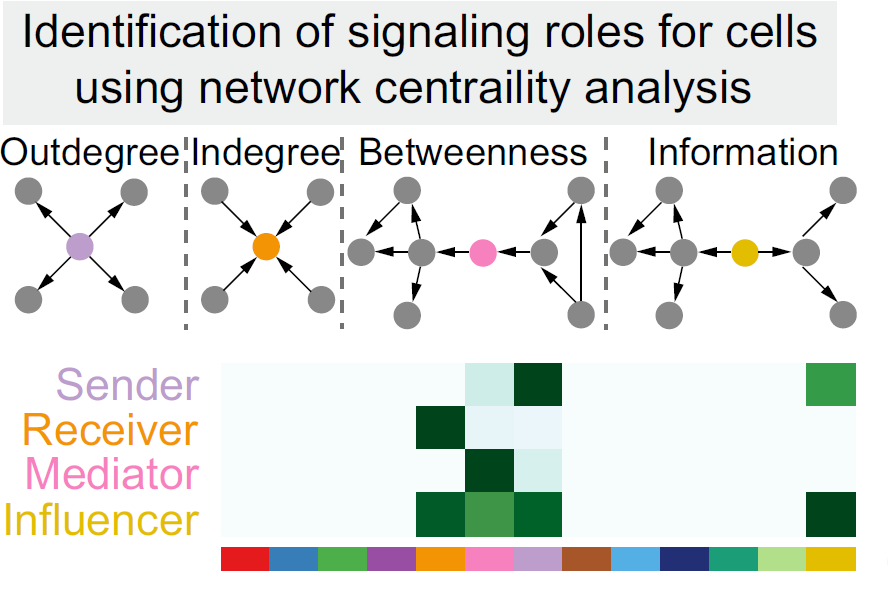 Identification of signaling roles for cells
using network centraility analysis
Outdegree Indegree Betweenness Information
Sender
Receiver
Mediator
Influencer